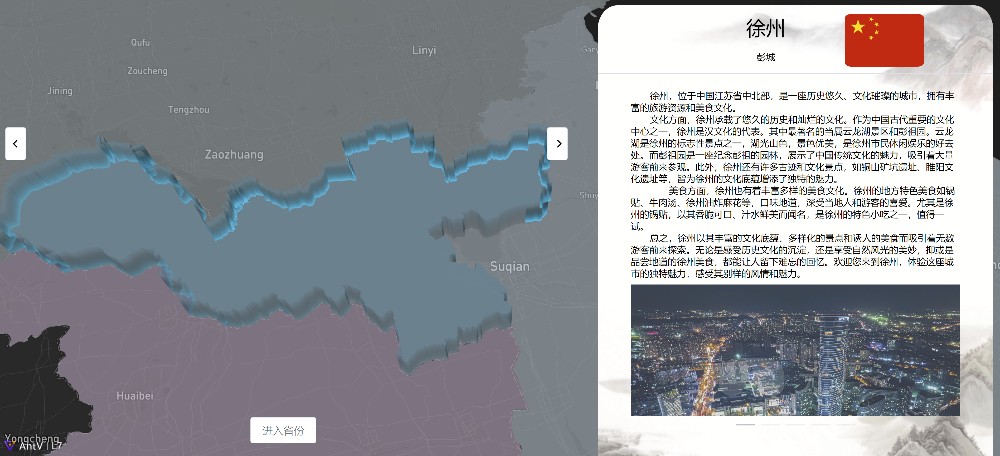 Qufu
Linyi
Zoucheng
Jining
Tengzhou
Zaozhuang
Suqian
Huaibei
Yongcheng
AntV | L7
Gany
Shuy
进入省份
徐州
彭城
徐州，位于中国江苏省中北部，是一座历史悠久、文化璀璨的城市，拥有丰
富的旅游资源和美食文化。
文化方面，徐州承载了悠久的历史和灿烂的文化。作为中国古代重要的文化
中心之一，徐州是汉文化的代表。其中最著名的当属云龙湖景区和彭祖园。云龙
湖是徐州的标志性景点之一，湖光山色，景色优美，是徐州市民休闲娱乐的好去
处。而彭祖园是一座纪念彭祖的园林，展示了中国传统文化的魅力，吸引着大量
游客前来参观。此外，徐州还有许多古迹和文化景点，如铜山矿坑遗址、睢阳文
化遗址等，皆为徐州的文化底蕴增添了独特的魅力。
美食方面，徐州也有着丰富多样的美食文化。徐州的地方特色美食如锅
贴、牛肉汤、徐州油炸麻花等，口味地道，深受当地人和游客的喜爱。尤其是徐
州的锅贴，以其香脆可口、汁水鲜美而闻名，是徐州的特色小吃之一，值得一
试。
总之，徐州以其丰富的文化底蕴、多样化的景点和诱人的美食而吸引着无数
游客前来探索。无论是感受历史文化的沉淀，还是享受自然风光的美妙，抑或是
品尝地道的徐州美食，都能让人留下难忘的回忆。欢迎您来到徐州，体验这座城
市的独特魅力，感受其别样的风情和魅力。
HYATT